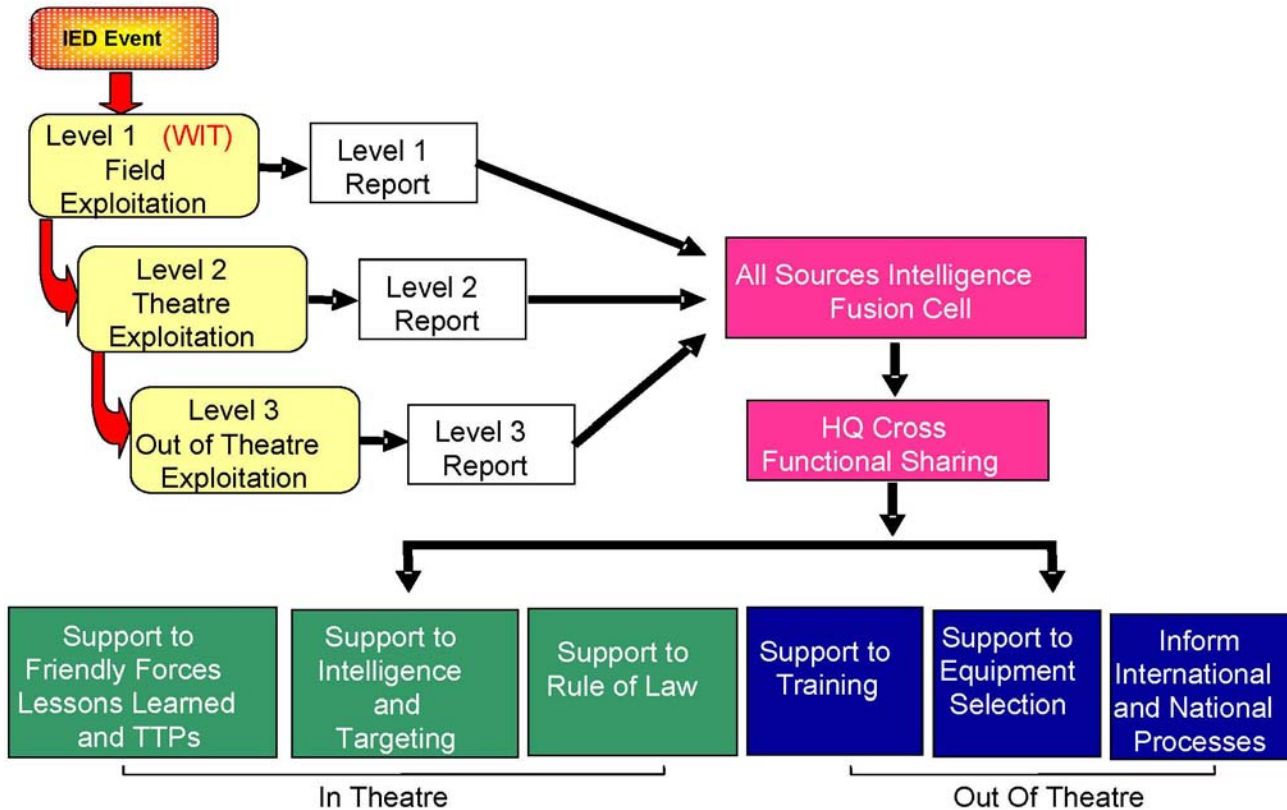 IED Event
Level 1 (WIT)
Field
Exploitation
Level 1
Report
Level 2
Theatre
Exploitation
Level 2
Report
Level 3
Out of Theatre
Exploitation
Level 3
Report
All Sources Intelligence
Fusion Cell
HQ Cross
Functional Sharing
Support to
Friendly Forces
Lessons Learned
and TTPs
Support to
Intelligence
and
Targeting
Support to
Rule of Law
Support to
Training
Support to
Equipment
Selection
Inform
International
and National
Processes
In Theatre
Out Of Theatre